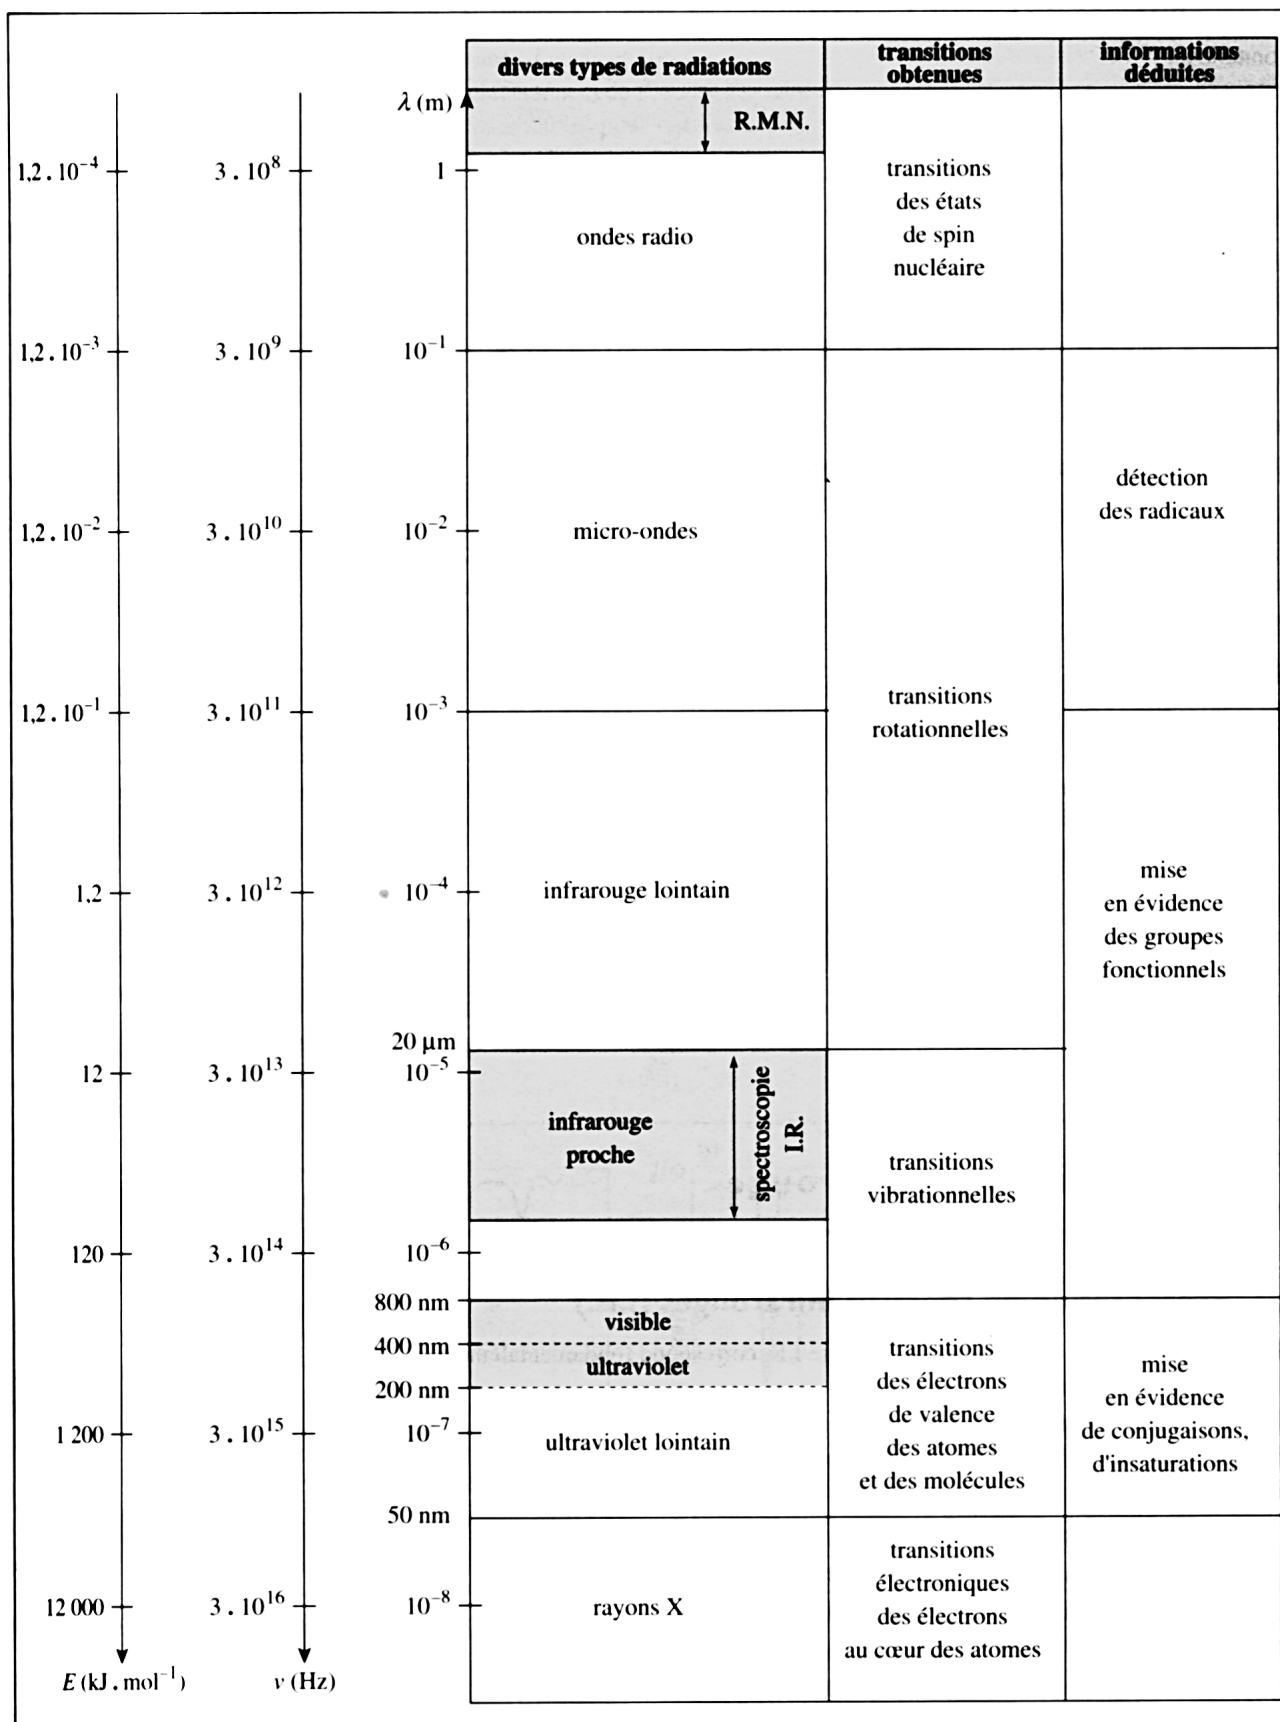 divers types de radiations
transitions
obtenues
informations
déduites
λ (m)
R.M.N.
1,2.10⁻⁴
3.10⁸
1
ondes radio
transitions
des états
de spin
nucléaire
1,2.10⁻³
3.10⁹
10⁻¹
1,2.10⁻²
3.10¹⁰
10⁻²
micro-ondes
détection
des radicaux
1,2.10⁻¹
3.10¹¹
10⁻³
transitions
rotationnelles
1,2
3.10¹²
10⁻⁴
infrarouge lointain
mise
en évidence
des groupes
fonctionnels
20 μm
12
3.10¹³
10⁻⁵
infrarouge
proche
spectroscopie
I.R.
transitions
vibrationnelles
120
3.10¹⁴
10⁻⁶
800 nm
visible
400 nm
ultraviolet
200 nm
1 200
3.10¹⁵
10⁻⁷
ultraviolet lointain
transitions
des électrons
de valence
des atomes
et des molécules
mise
en évidence
de conjugaisons,
d'insaturations
50 nm
12 000
3.10¹⁶
10⁻⁸
rayons X
transitions
électroniques
des électrons
au cœur des atomes
E (kJ.mol⁻¹)
ν (Hz)